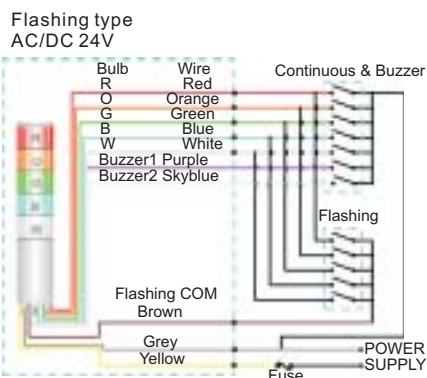 Flashing type
AC/DC 24V
Bulb Wire
Continuous & Buzzer
R Red
O Orange
G Green
B Blue
W White
Buzzer1 Purple
Buzzer2 Skyblue
Flashing
Flashing COM
Brown
Grey
POWER
Yellow
SUPPLY
Fuse